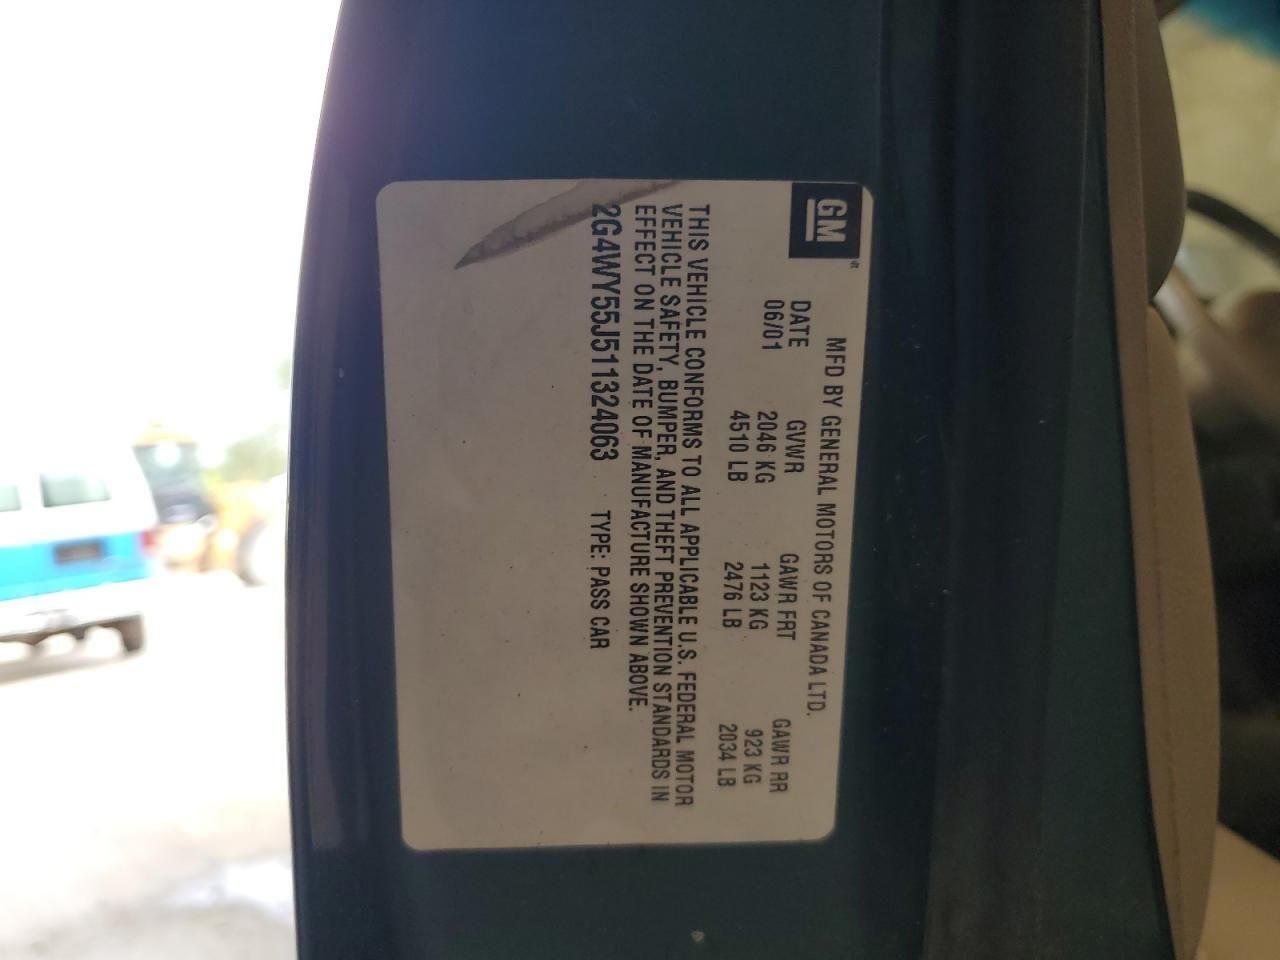 GM
MFD BY GENERAL MOTORS OF CANADA LTD.
DATE GVWR GAWR FRT GAWR RR
06/01 2046 KG 1123 KG 923 KG
4510 LB 2476 LB 2034 LB
THIS VEHICLE CONFORMS TO ALL APPLICABLE U.S. FEDERAL MOTOR
VEHICLE SAFETY, BUMPER, AND THEFT PREVENTION STANDARDS IN
EFFECT ON THE DATE OF MANUFACTURE SHOWN ABOVE.
2G4WY55J511324063 TYPE: PASS CAR